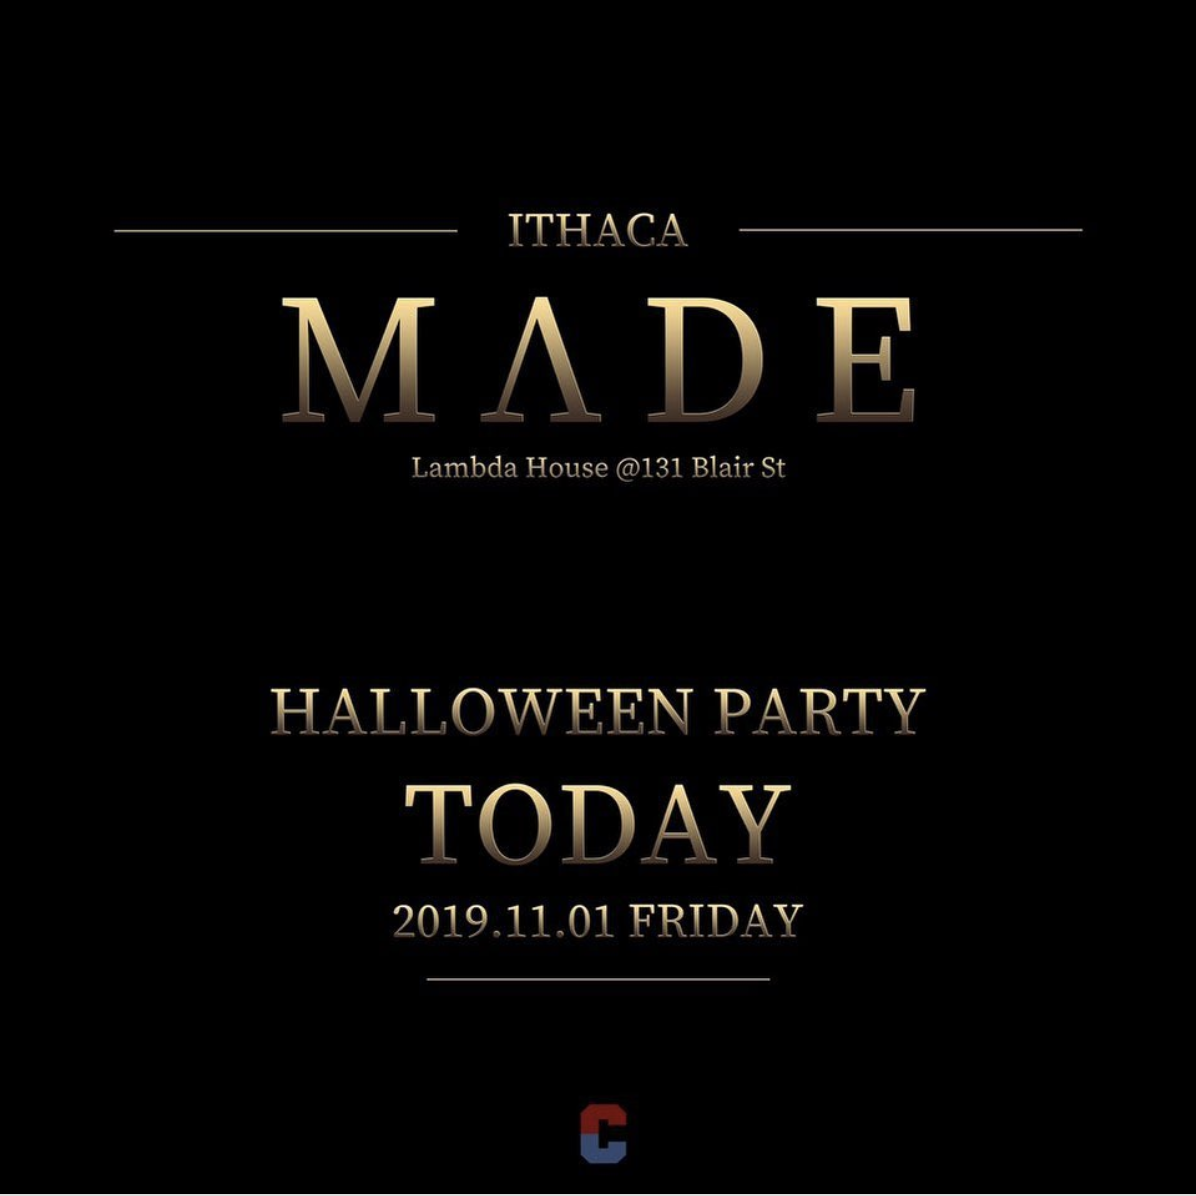 ITHACA
MΛDE
Lambda House @131 Blair St
HALLOWEEN PARTY
TODAY
2019.11.01 FRIDAY
C